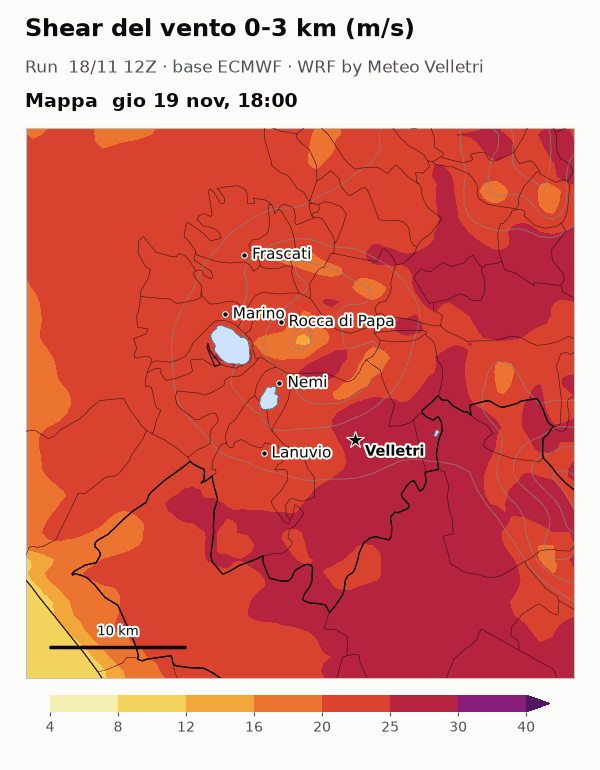 Shear del vento 0-3 km (m/s)
Run  18/11 12Z · base ECMWF · WRF by Meteo Velletri
Mappa  gio 19 nov, 18:00
Frascati
Marino
Rocca di Papa
Nemi
Velletri
Lanuvio
10 km
4 8 12 16 20 25 30 40